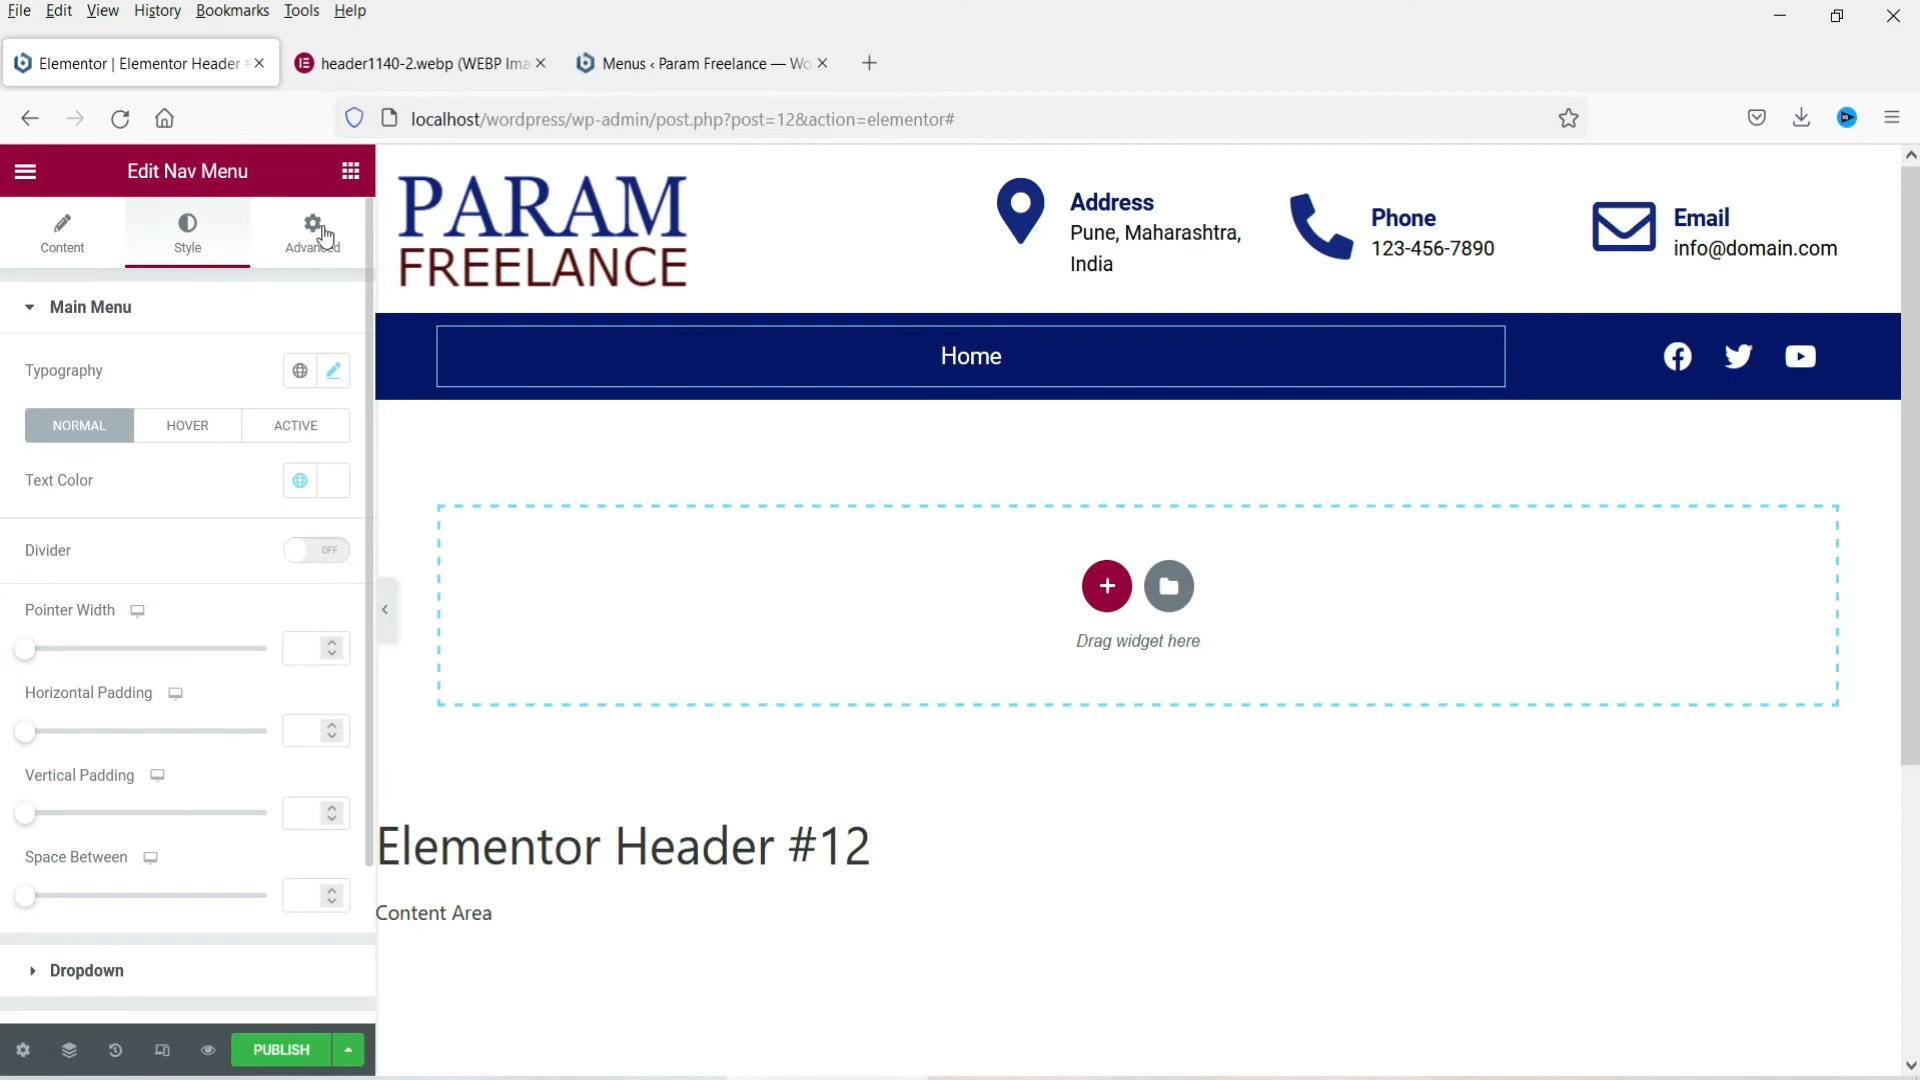 File Edit View History Bookmarks Tools Help
Elementor | Elementor Header #
header1140-2.webp (WEBP Ima
Menus ‹ Param Freelance — Wo
localhost/wordpress/wp-admin/post.php?post=12&action=elementor#
Edit Nav Menu
Content
Style
Advanced
Main Menu
Typography
NORMAL
HOVER
ACTIVE
Text Color
Divider
OFF
Pointer Width
Horizontal Padding
Vertical Padding
Space Between
Dropdown
PUBLISH
PARAM
FREELANCE
Address
Pune, Maharashtra,
India
Phone
123-456-7890
Email
info@domain.com
Home
Drag widget here
Elementor Header #12
Content Area